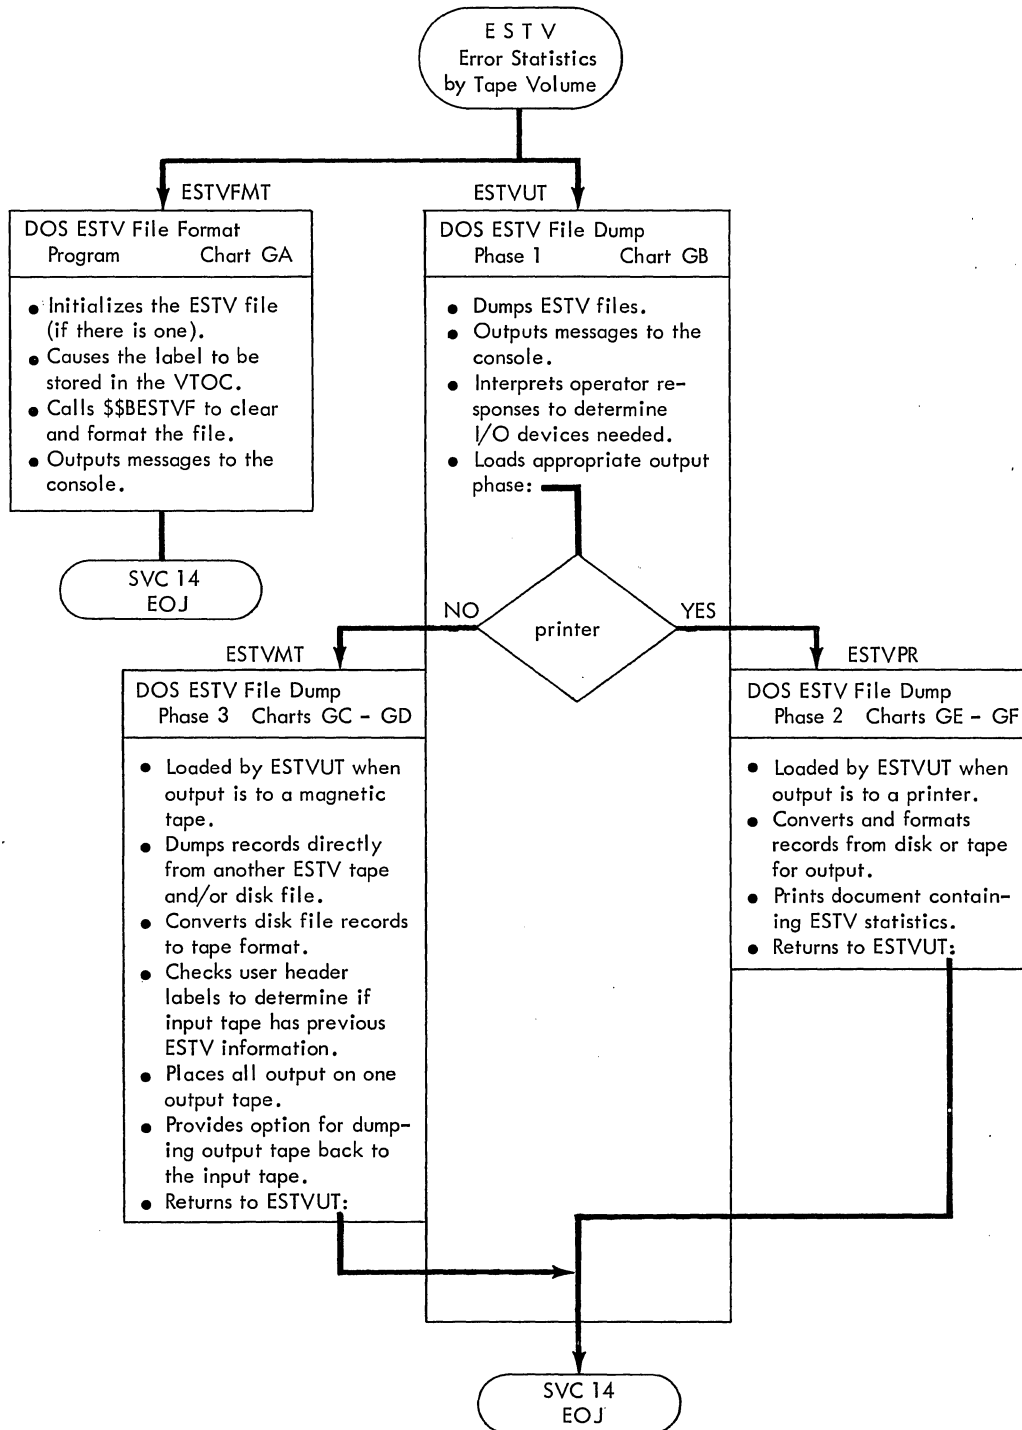 E S T V
Error Statistics
by Tape Volume
ESTVFMT
DOS ESTV File Format
Program Chart GA
● Initializes the ESTV file
(if there is one).
● Causes the label to be
stored in the VTOC.
● Calls $$BESTVF to clear
and format the file.
● Outputs messages to the
console.
SVC 14
EOJ
ESTVUT
DOS ESTV File Dump
Phase 1 Chart GB
● Dumps ESTV files.
● Outputs messages to the
console.
● Interprets operator re-
sponses to determine
I/O devices needed.
● Loads appropriate output
phase:
printer
NO
YES
ESTVMT
DOS ESTV File Dump
Phase 3 Charts GC - GD
● Loaded by ESTVUT when
output is to a magnetic
tape.
● Dumps records directly
from another ESTV tape
and/or disk file.
● Converts disk file records
to tape format.
● Checks user header
labels to determine if
input tape has previous
ESTV information.
● Places all output on one
output tape.
● Provides option for dump-
ing output tape back to
the input tape.
● Returns to ESTVUT:
ESTVPR
DOS ESTV File Dump
Phase 2 Charts GE - GF
● Loaded by ESTVUT when
output is to a printer.
● Converts and formats
records from disk or tape
for output.
● Prints document contain-
ing ESTV statistics.
● Returns to ESTVUT:
SVC 14
EOJ